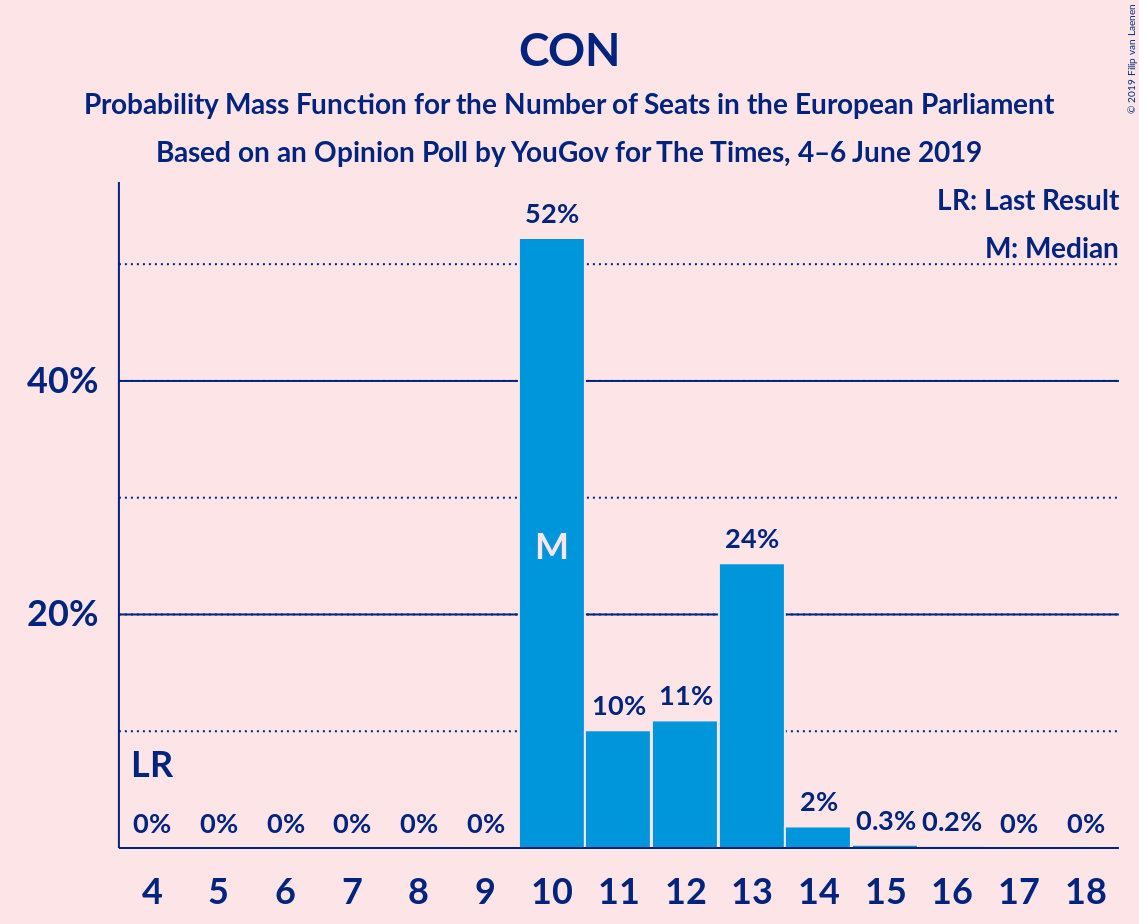 CON
Probability Mass Function for the Number of Seats in the European Parliament
Based on an Opinion Poll by YouGov for The Times, 4–6 June 2019
© 2019 Filip van Laenen
LR: Last Result
M: Median
52%
40%
M
24%
20%
10%
11%
LR
2%
0%
0%
0%
0%
0%
0%
0.3%
0.2%
0%
0%
4 5 6 7 8 9 10 11 12 13 14 15 16 17 18